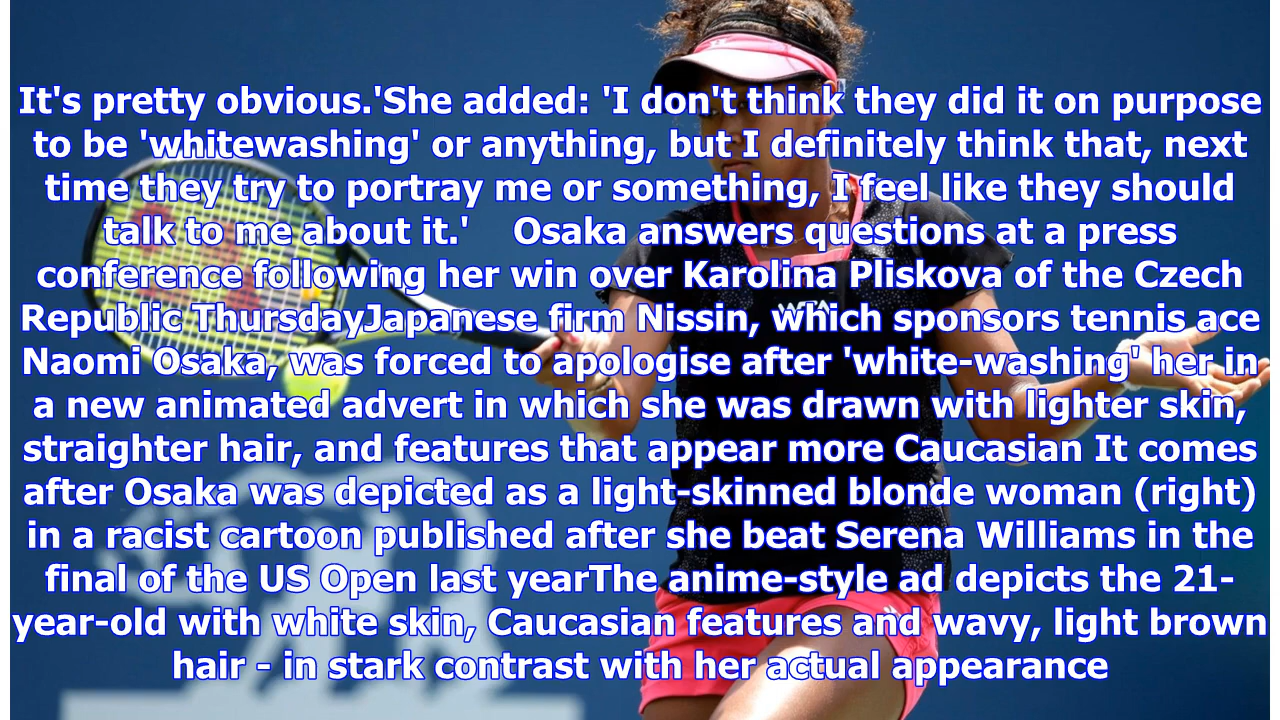 It's pretty obvious.'She added: 'I don't think they did it on purpose
to be 'whitewashing' or anything, but I definitely think that, next
time they try to portray me or something, I feel like they should
talk to me about it.'    Osaka answers questions at a press
conference following her win over Karolina Pliskova of the Czech
Republic ThursdayJapanese firm Nissin, which sponsors tennis ace
Naomi Osaka, was forced to apologise after 'white-washing' her in
a new animated advert in which she was drawn with lighter skin,
straighter hair, and features that appear more Caucasian It comes
after Osaka was depicted as a light-skinned blonde woman (right)
in a racist cartoon published after she beat Serena Williams in the
final of the US Open last yearThe anime-style ad depicts the 21-
year-old with white skin, Caucasian features and wavy, light brown
hair - in stark contrast with her actual appearance